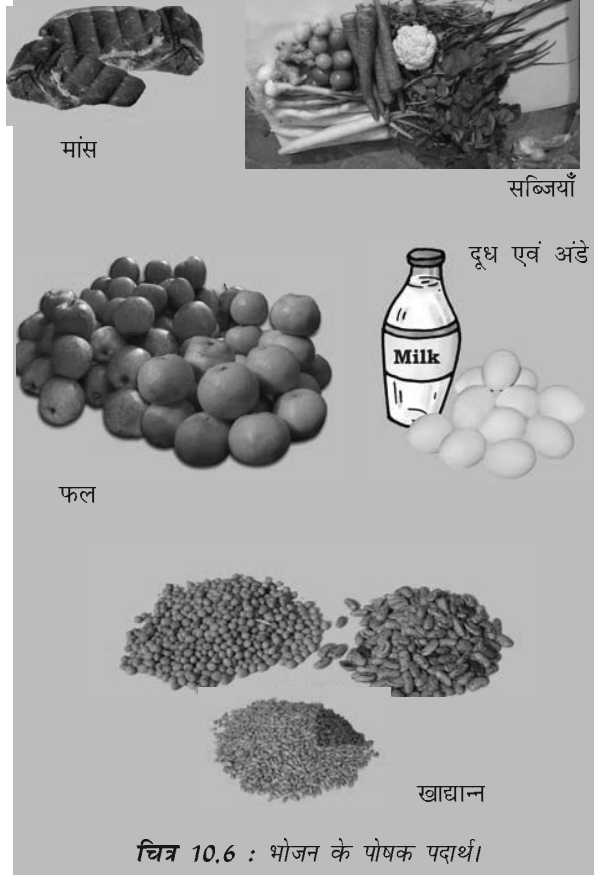 मांस
सब्जियाँ
दूध एवं अंडे
Milk
फल
खाद्यान्न
चित्र 10.6 : भोजन के पोषक पदार्थ।